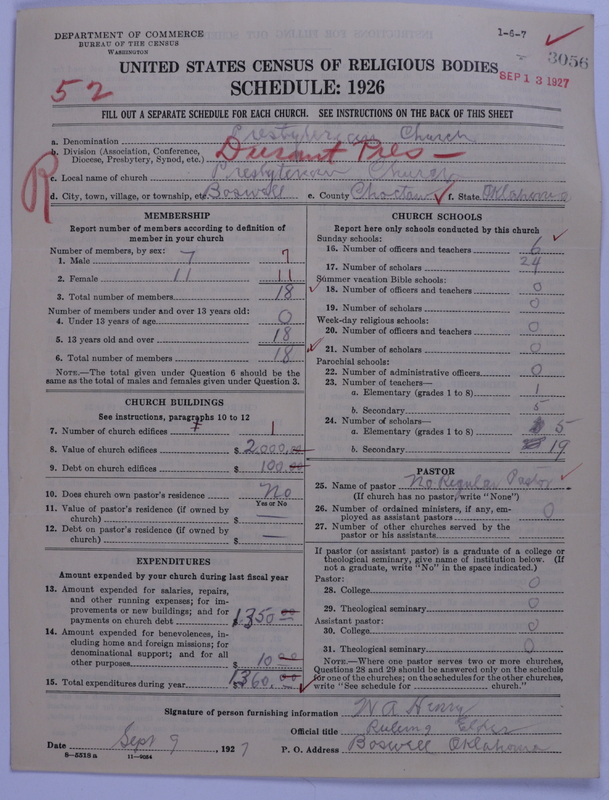 DEPARTMENT OF COMMERCE
BUREAU OF THE CENSUS
WASHINGTON
1-6-7
3056
SEP 13 1927
52
UNITED STATES CENSUS OF RELIGIOUS BODIES
SCHEDULE: 1926
FILL OUT A SEPARATE SCHEDULE FOR EACH CHURCH. SEE INSTRUCTIONS ON THE BACK OF THIS SHEET
R
a. Denomination Presbyterian Church
b. Division (Association, Conference, Diocese, Presbytery, Synod, etc.) Durant Pres—
c. Local name of church Presbyterian Church
d. City, town, village, or township, etc. Boswell e. County Choctaw f. State Oklahoma
MEMBERSHIP
Report number of members according to definition of
member in your church
Number of members, by sex:
1. Male 7 7
2. Female 11 11
3. Total number of members 18
Number of members under and over 13 years old:
4. Under 13 years of age 0
5. 13 years old and over 18
6. Total number of members 18
NOTE.—The total given under Question 6 should be
same as the total of males and females given under Question 3.
CHURCH BUILDINGS
See instructions, paragraphs 10 to 12
7. Number of church edifices 1
8. Value of church edifices $ 2000.00
9. Debt on church edifices 100.00
10. Does church own pastor's residence No
Yes or No
11. Value of pastor's residence (if owned by
church) $ —
12. Debt on pastor's residence (if owned by
church) $ —
EXPENDITURES
Amount expended by your church during last fiscal year
13. Amount expended for salaries, repairs,
and other running expenses; for im-
provements or new buildings; and for
payments on church debt 1350.00
14. Amount expended for benevolences, in-
cluding home and foreign missions; for
denominational support; and for all
other purposes $ 10.00
15. Total expenditures during year $ 1360.00
CHURCH SCHOOLS
Report here only schools conducted by this church
Sunday schools:
16. Number of officers and teachers 6
17. Number of scholars 24
Summer vacation Bible schools:
18. Number of officers and teachers 0
19. Number of scholars 0
Week-day religious schools:
20. Number of officers and teachers 0
21. Number of scholars 0
Parochial schools:
22. Number of administrative officers 0
23. Number of teachers—
a. Elementary (grades 1 to 8) 1
b. Secondary 5
24. Number of scholars—
a. Elementary (grades 1 to 8) 5
b. Secondary 19
PASTOR
25. Name of pastor No Regular Pastor
(If church has no pastor, write "None")
26. Number of ordained ministers, if any, em-
ployed as assistant pastors 0
27. Number of other churches served by the
pastor or his assistants
If pastor (or assistant pastor) is a graduate of a college or
theological seminary, give name of institution below. (If
not a graduate, write "No" in the space indicated.)
Pastor:
28. College 0
29. Theological seminary 0
Assistant pastor:
30. College 0
31. Theological seminary 0
NOTE.—Where one pastor serves two or more churches,
Questions 28 and 29 should be answered only on the schedule
for one of the churches; on the schedules for the other churches,
write "See schedule for church."
Signature of person furnishing information W A Henry
Official title Ruling Elder
Date Sept 9, 1927 P. O. Address Boswell Oklahoma
8-5518a 11-9084